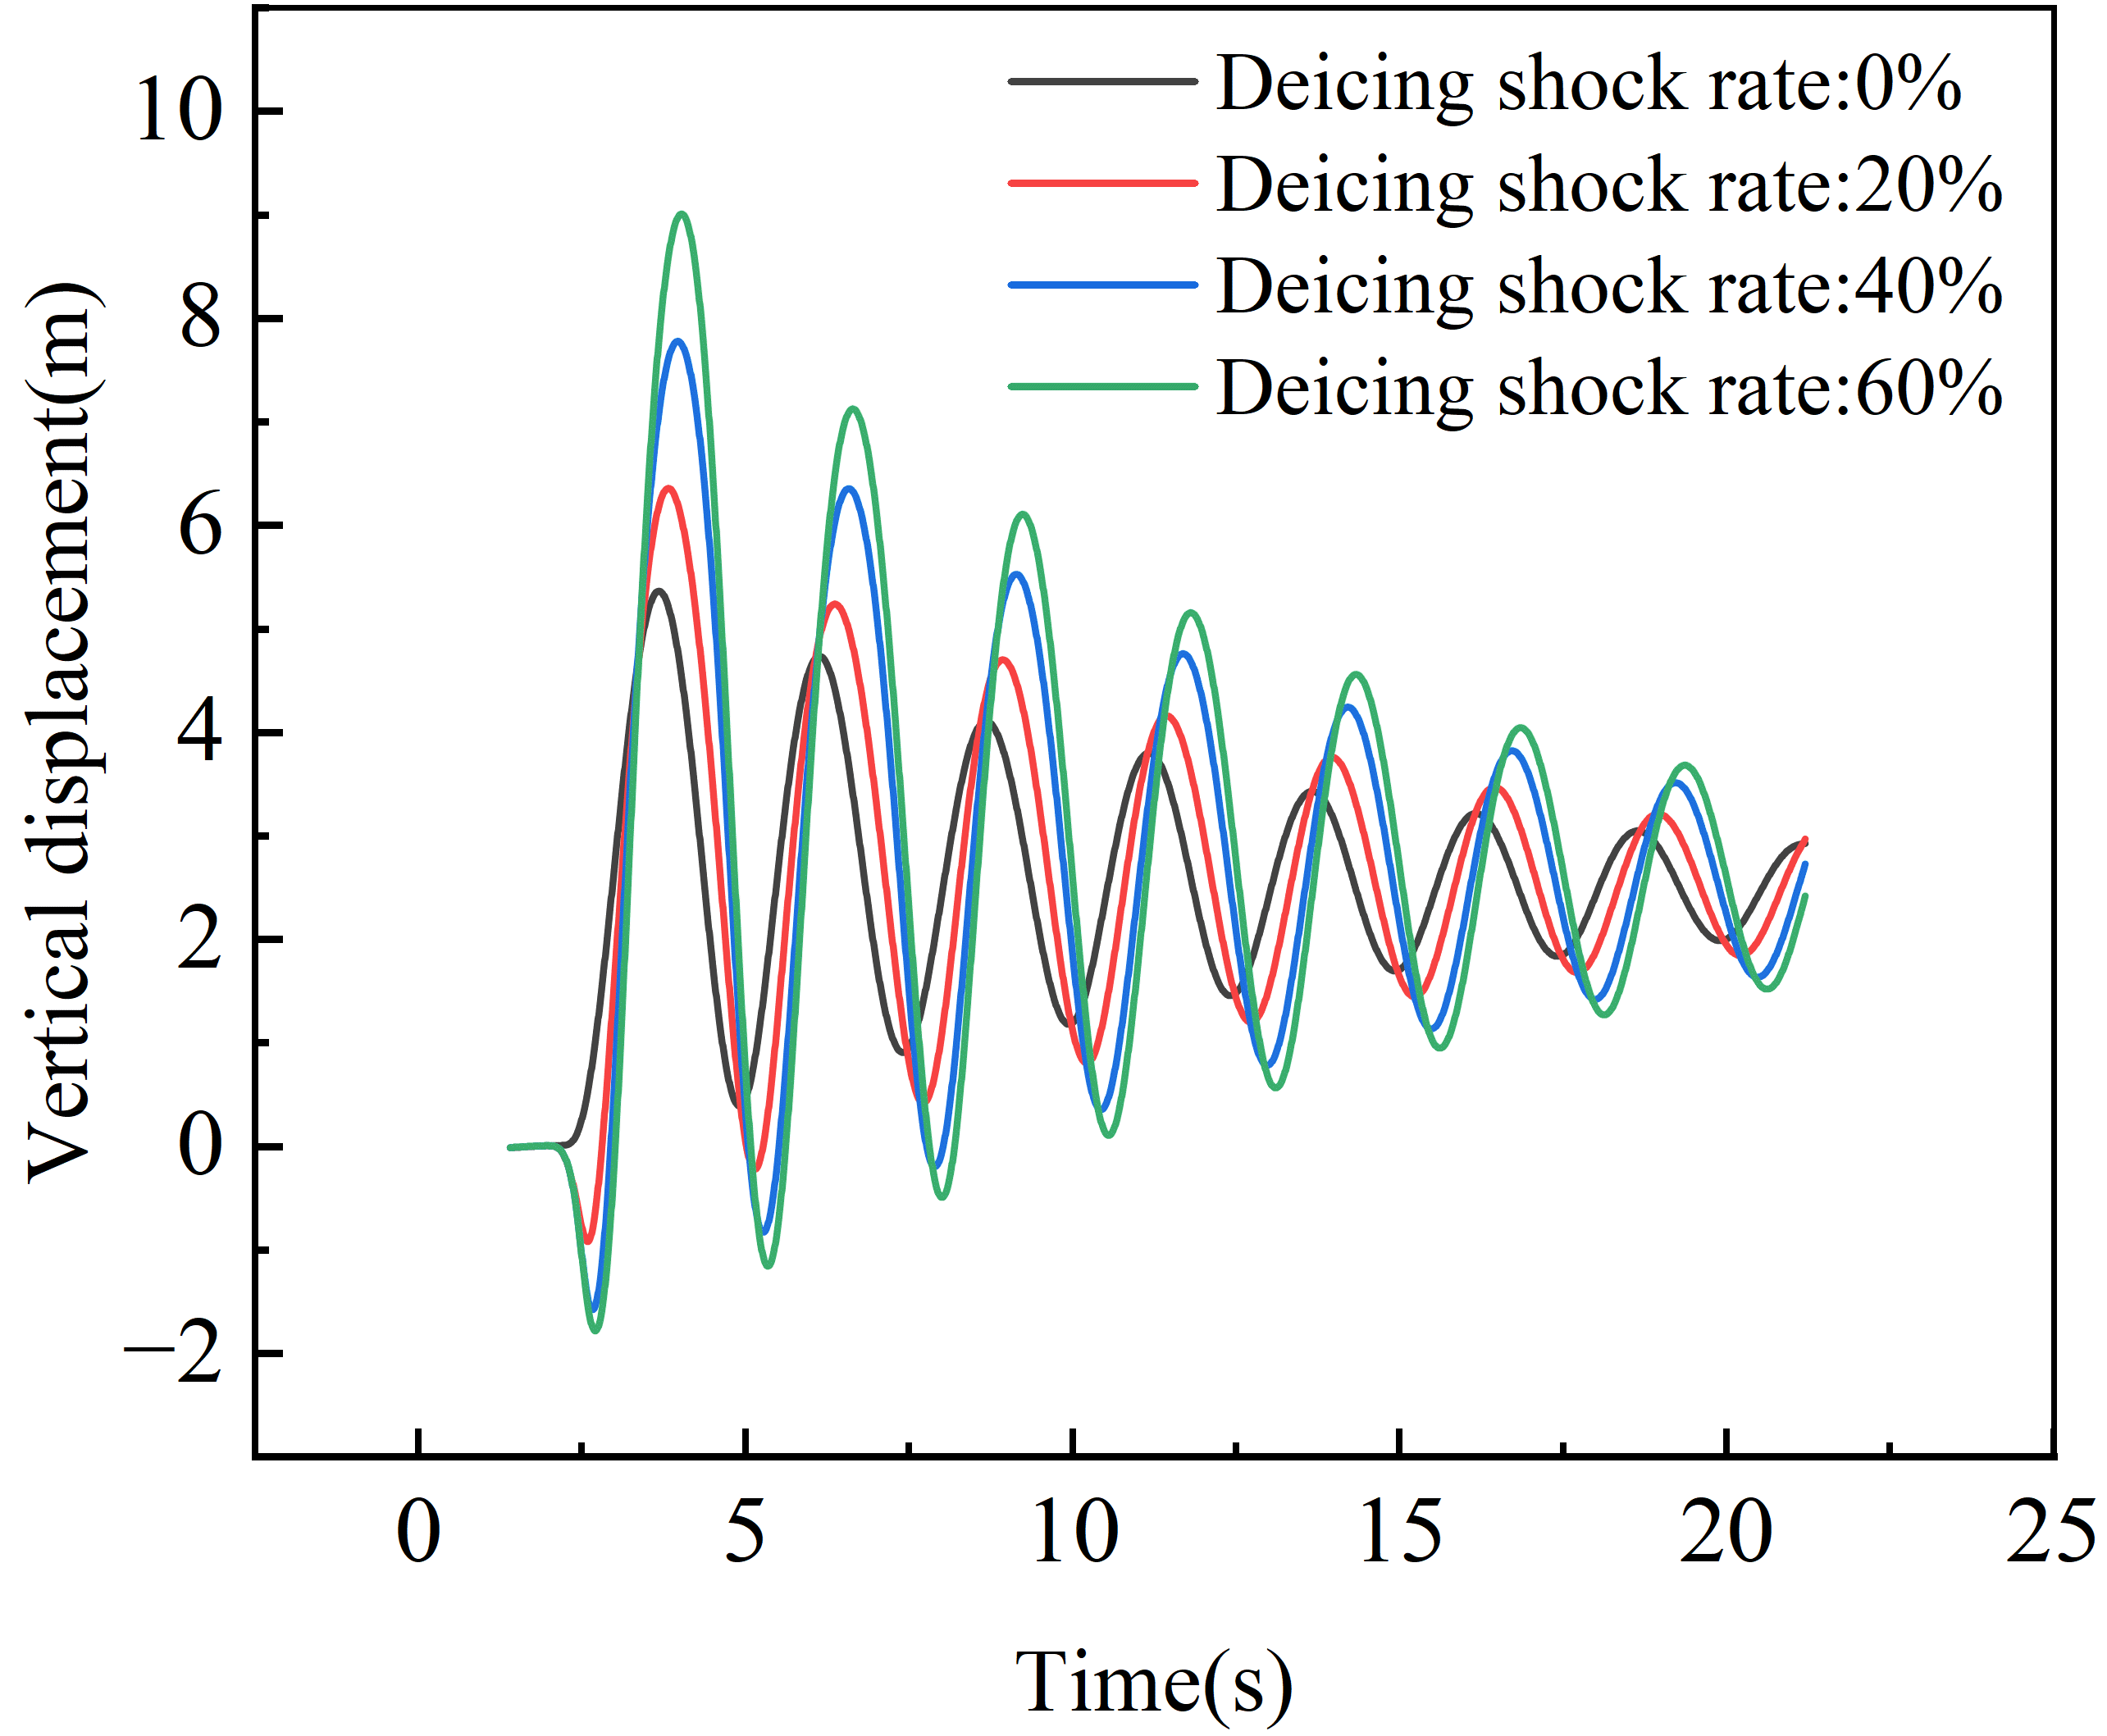 Deicing shock rate:0%
Deicing shock rate:20%
Deicing shock rate:40%
Deicing shock rate:60%
Vertical displacement(m)
10
8
6
4
2
0
−2
0 5 10 15 20 25
Time(s)